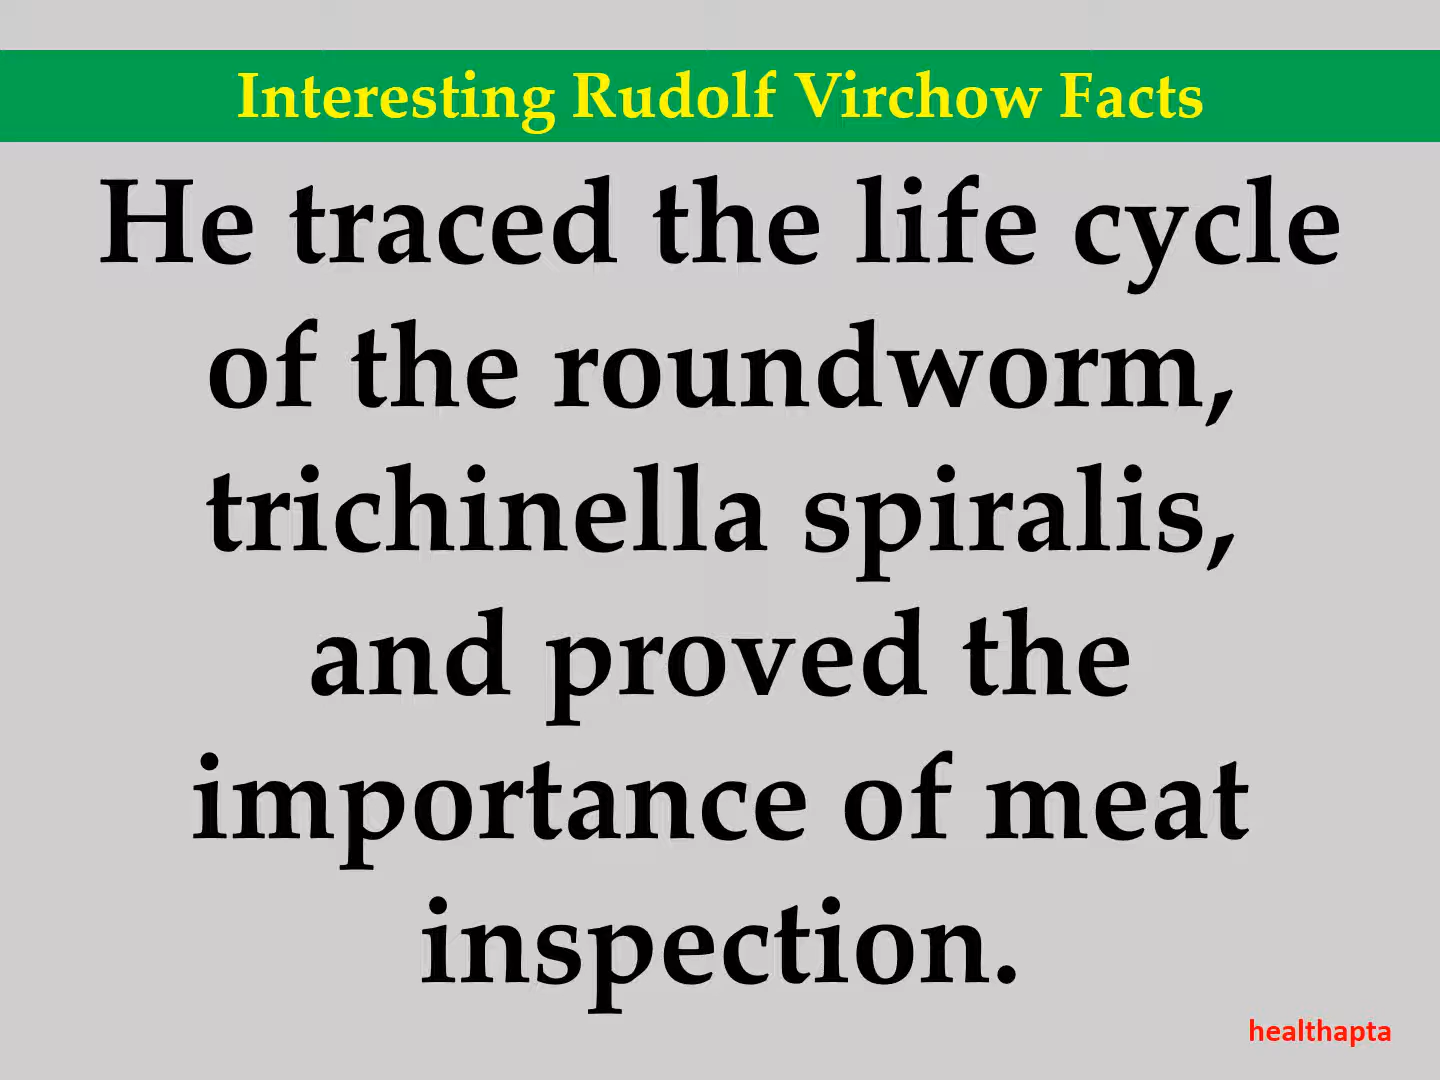 Interesting Rudolf Virchow Facts
He traced the life cycle
of the roundworm,
trichinella spiralis,
and proved the
importance of meat
inspection.
healthapta